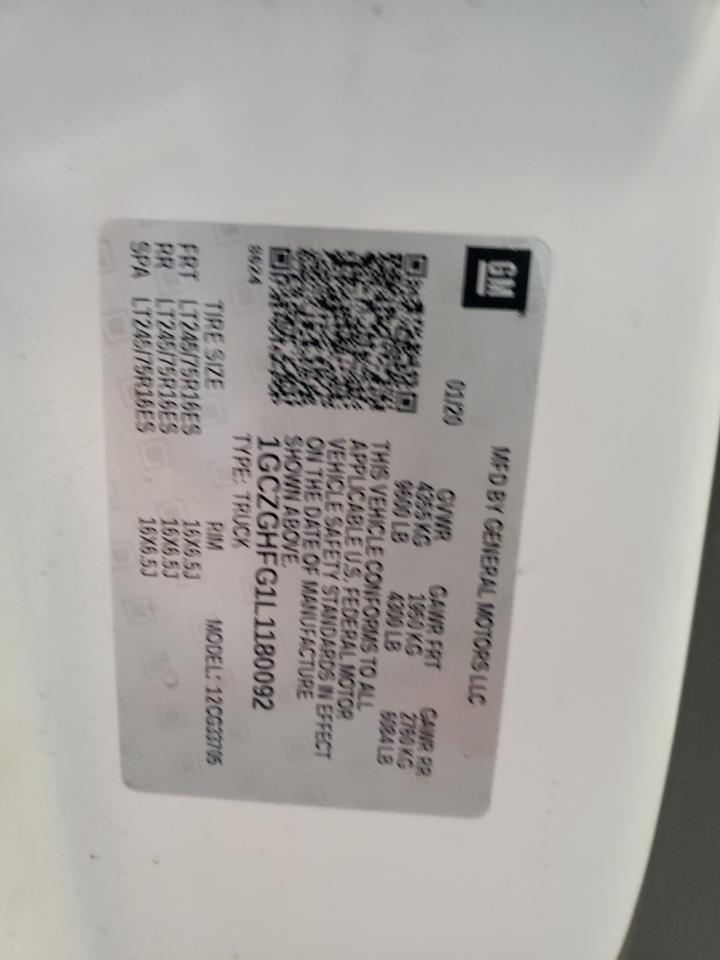 GM
MFD BY GENERAL MOTORS LLC
01/20
GVWR GAWR FRT GAWR RR
4355 KG 1950 KG 2760 KG
9600 LB 4300 LB 6084 LB
THIS VEHICLE CONFORMS TO ALL
APPLICABLE U.S. FEDERAL MOTOR
VEHICLE SAFETY STANDARDS IN EFFECT
ON THE DATE OF MANUFACTURE
SHOWN ABOVE.
1GCZGHFG1L1180092
8624
TYPE: TRUCK
MODEL: 12CG33705
TIRE SIZE RIM
FRT LT245/75R16ES 16X6.5J
RR LT245/75R16ES 16X6.5J
SPA LT245/75R16ES 16X6.5J